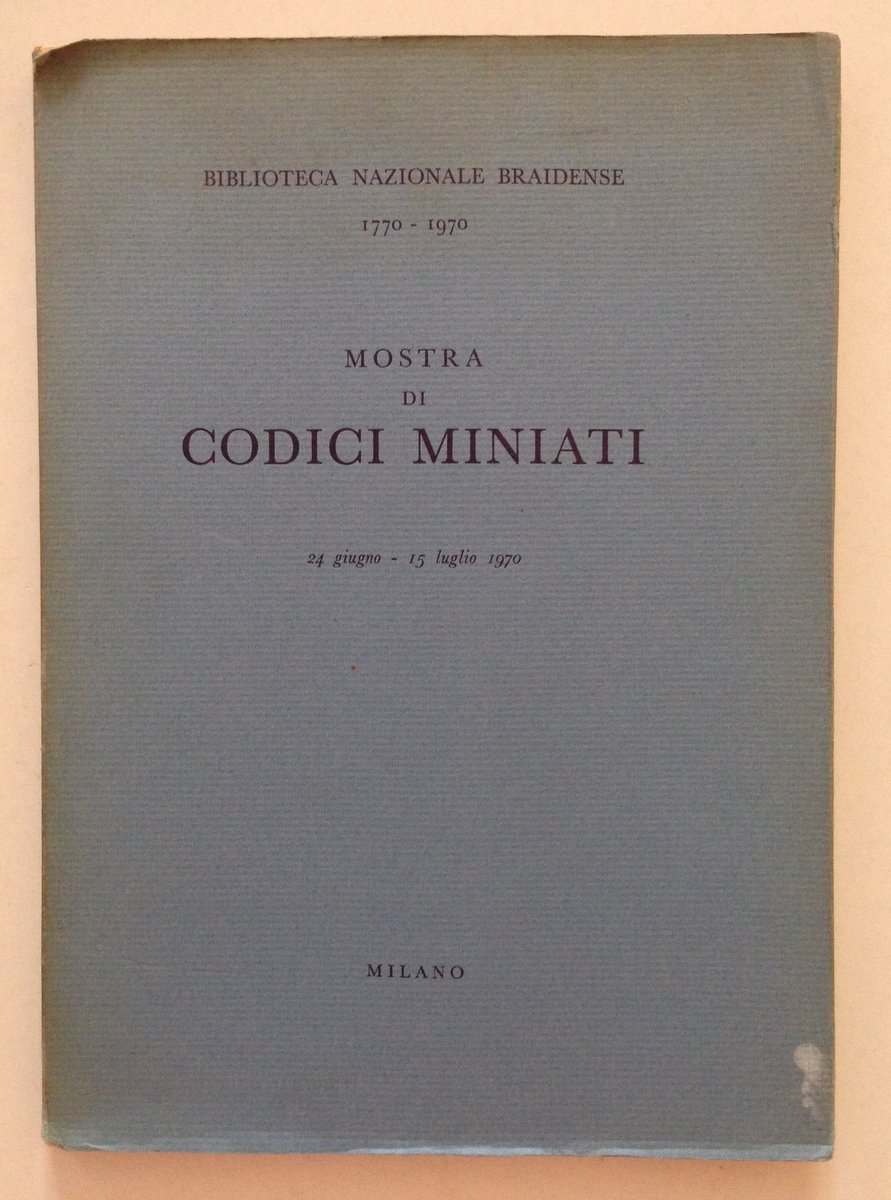 BIBLIOTECA NAZIONALE BRAIDENSE
1770 - 1970
MOSTRA
DI
CODICI MINIATI
24 giugno - 15 luglio 1970
MILANO